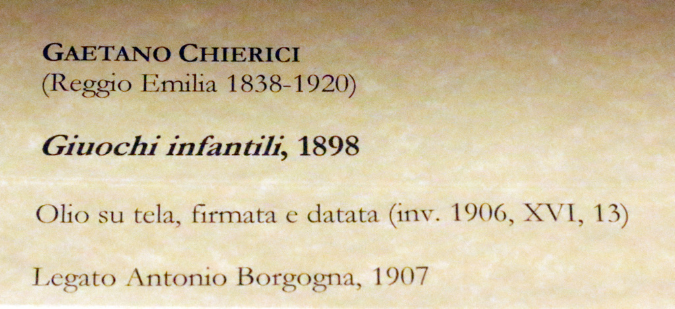 GAETANO CHIERICI
(Reggio Emilia 1838-1920)
Giuochi infantili, 1898
Olio su tela, firmata e datata (inv. 1906, XVI, 13)
Legato Antonio Borgogna, 1907